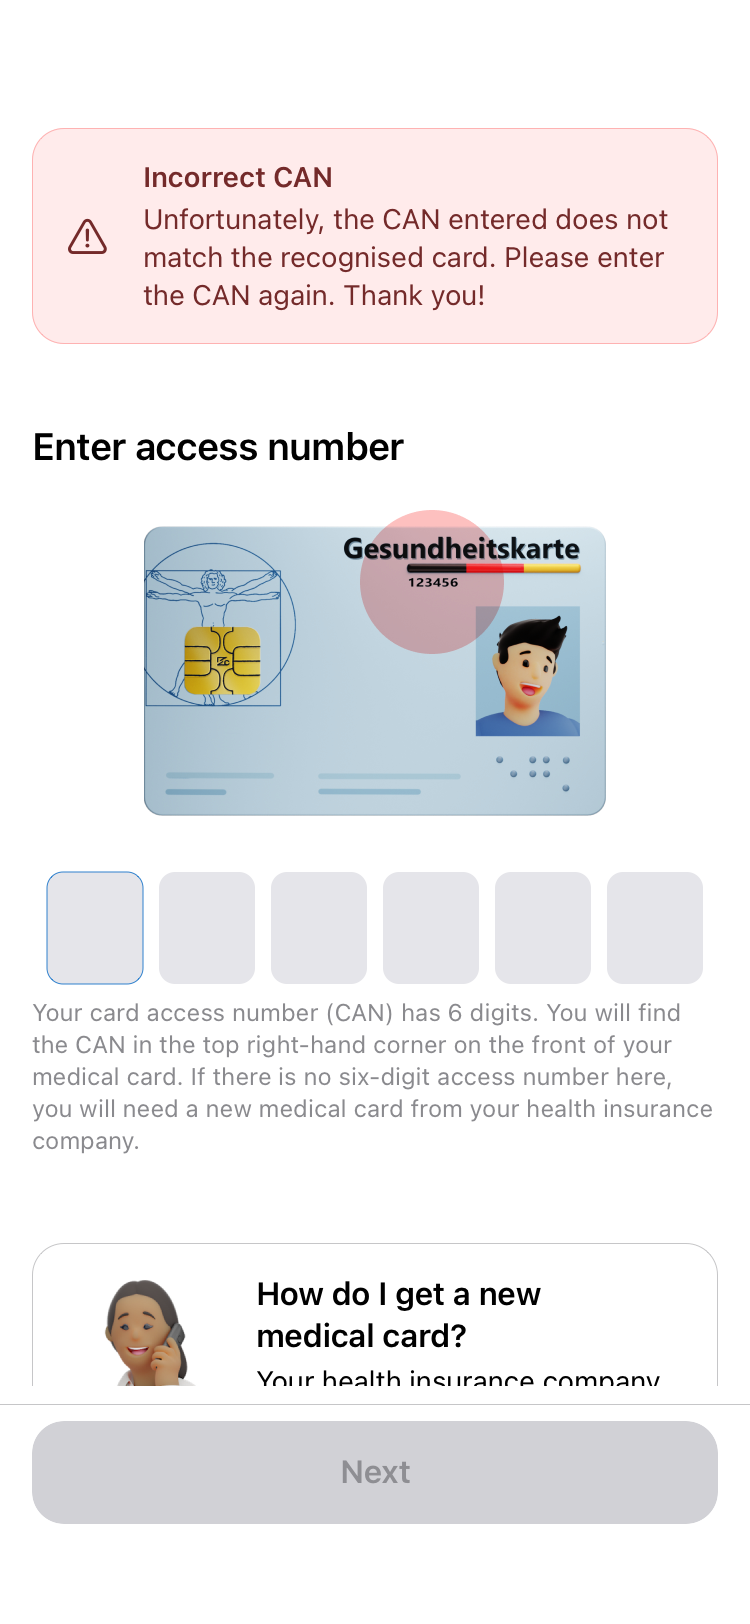 Incorrect CAN
Unfortunately, the CAN entered does not
match the recognised card. Please enter
the CAN again. Thank you!
Enter access number
Gesundheitskarte
123456
Your card access number (CAN) has 6 digits. You will find
the CAN in the top right-hand corner on the front of your
medical card. If there is no six-digit access number here,
you will need a new medical card from your health insurance
company.
How do I get a new
medical card?
Your health insurance company
Next